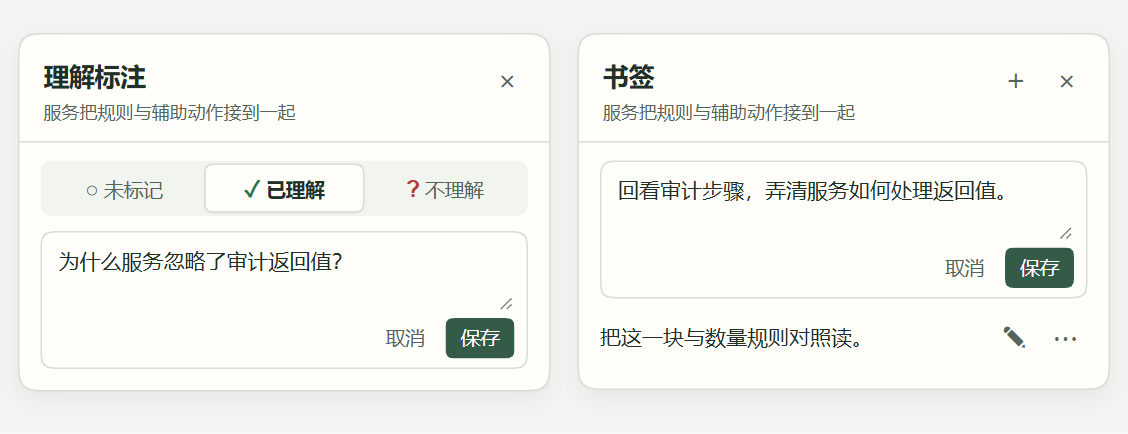 理解标注
服务把规则与辅助动作接到一起
未标记
已理解
不理解
为什么服务忽略了审计返回值?
取消
保存
书签
服务把规则与辅助动作接到一起
回看审计步骤，弄清服务如何处理返回值。
取消
保存
把这一块与数量规则对照读。